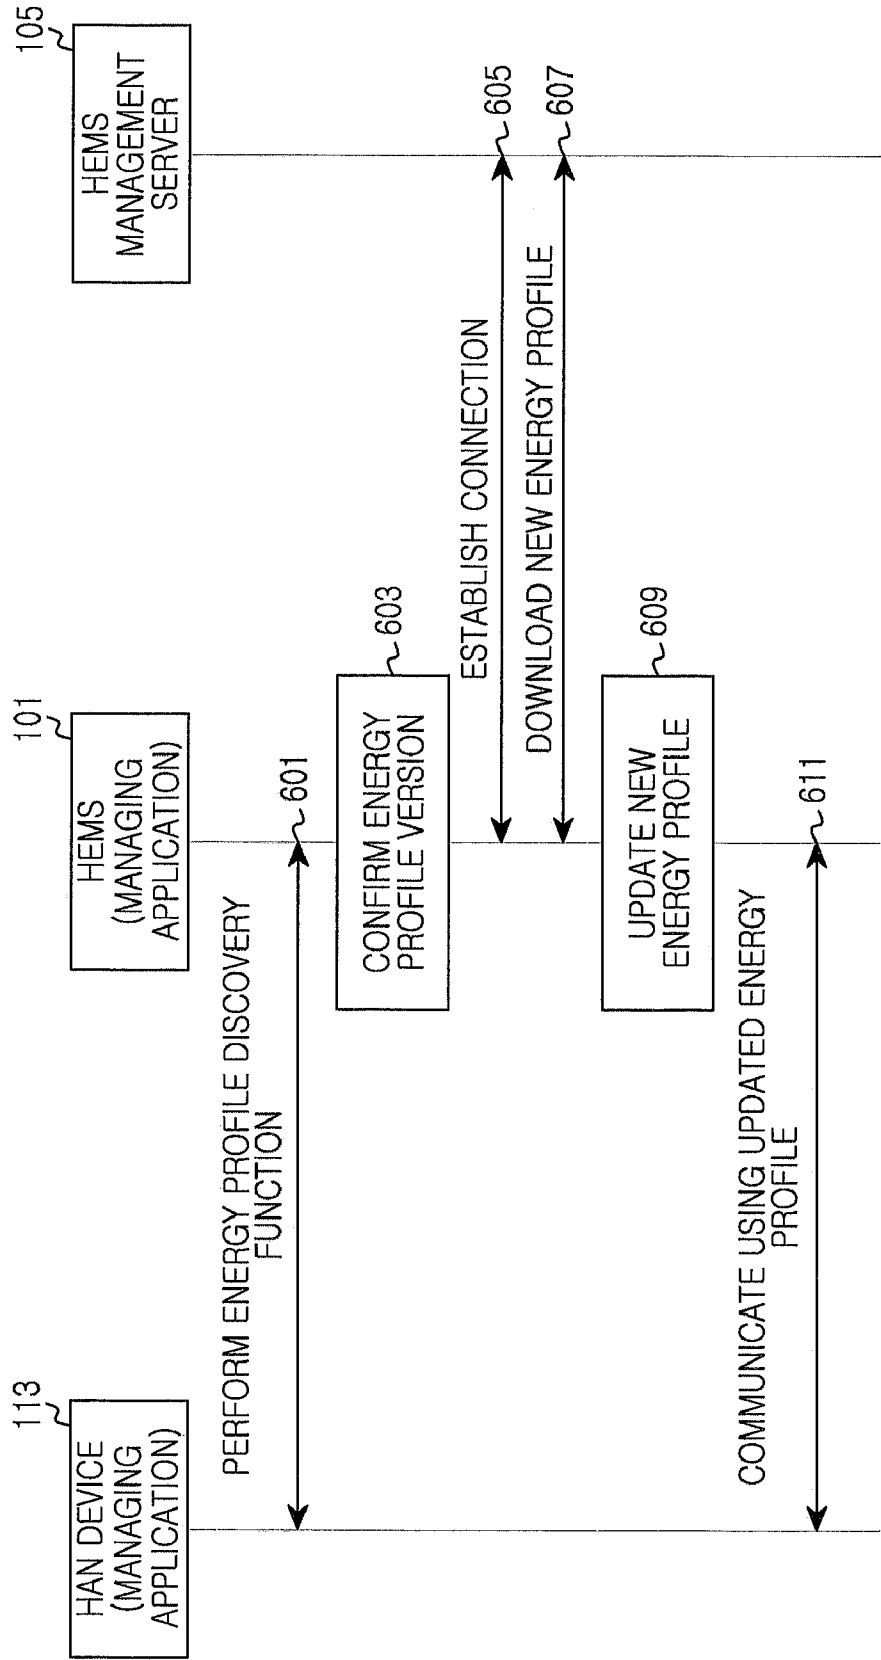 113
HAN DEVICE
(MANAGING
APPLICATION)
101
HEMS
(MANAGING
APPLICATION)
105
HEMS
MANAGEMENT
SERVER
PERFORM ENERGY PROFILE DISCOVERY
FUNCTION
601
CONFIRM ENERGY
PROFILE VERSION
603
ESTABLISH CONNECTION
605
DOWNLOAD NEW ENERGY PROFILE
607
UPDATE NEW
ENERGY PROFILE
609
COMMUNICATE USING UPDATED ENERGY
PROFILE
611